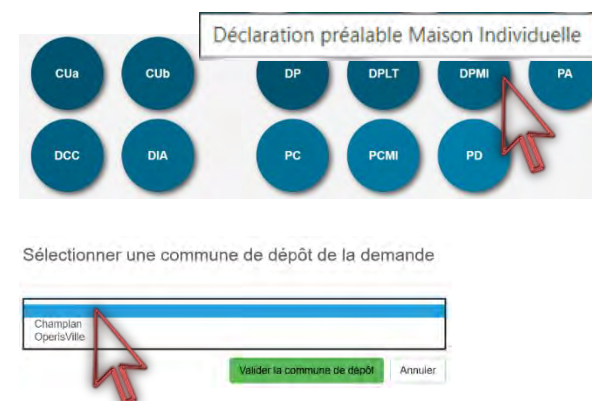 Déclaration préalable Maison Individuelle
CUa CUb DP DPLT DPMI PA
DCC DIA PC PCMI PD
Sélectionner une commune de dépôt de la demande
Champlan
OperisVille
Valider la commune de dépôt Annuler